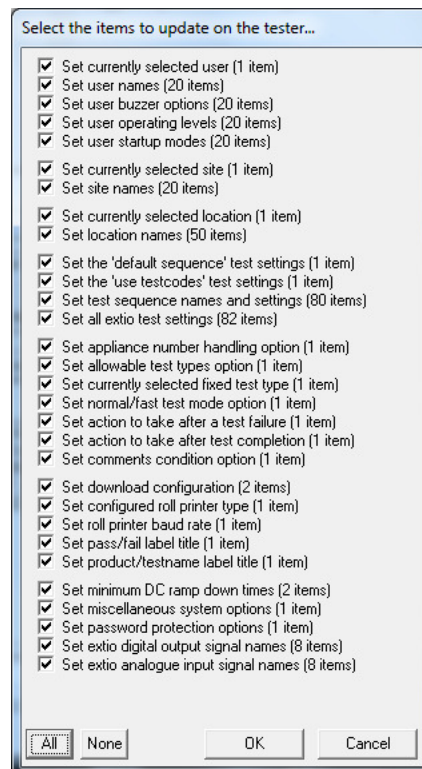 Select the items to update on the tester...
Set currently selected user (1 item)
Set user names (20 items)
Set user buzzer options (20 items)
Set user operating levels (20 items)
Set user startup modes (20 items)
Set currently selected site (1 item)
Set site names (20 items)
Set currently selected location (1 item)
Set location names (50 items)
Set the 'default sequence' test settings (1 item)
Set the 'use testcodes' test settings (1 item)
Set test sequence names and settings (80 items)
Set all extio test settings (82 items)
Set appliance number handling option (1 item)
Set allowable test types option (1 item)
Set currently selected fixed test type (1 item)
Set normal/fast test mode option (1 item)
Set action to take after a test failure (1 item)
Set action to take after test completion (1 item)
Set comments condition option (1 item)
Set download configuration (2 items)
Set configured roll printer type (1 item)
Set roll printer baud rate (1 item)
Set pass/fail label title (1 item)
Set product/testname label title (1 item)
Set minimum DC ramp down times (2 items)
Set miscellaneous system options (1 item)
Set password protection options (1 item)
Set extio digital output signal names (8 items)
Set extio analogue input signal names (8 items)
All None OK Cancel